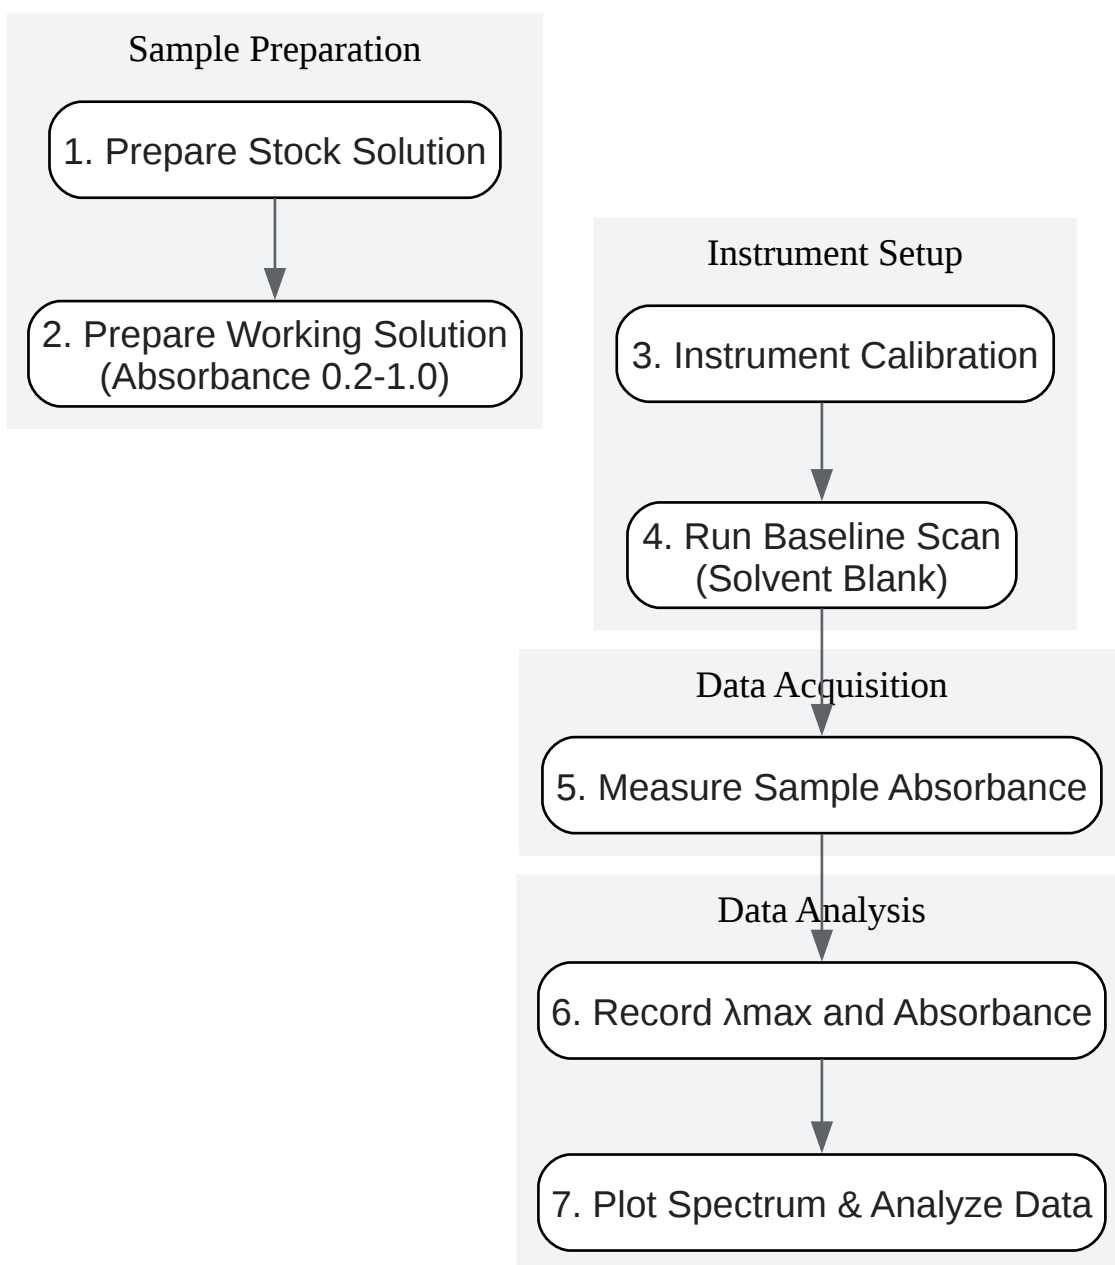 Sample Preparation
1. Prepare Stock Solution
2. Prepare Working Solution
(Absorbance 0.2-1.0)
Instrument Setup
3. Instrument Calibration
4. Run Baseline Scan
(Solvent Blank)
Data Acquisition
5. Measure Sample Absorbance
Data Analysis
6. Record λmax and Absorbance
7. Plot Spectrum & Analyze Data